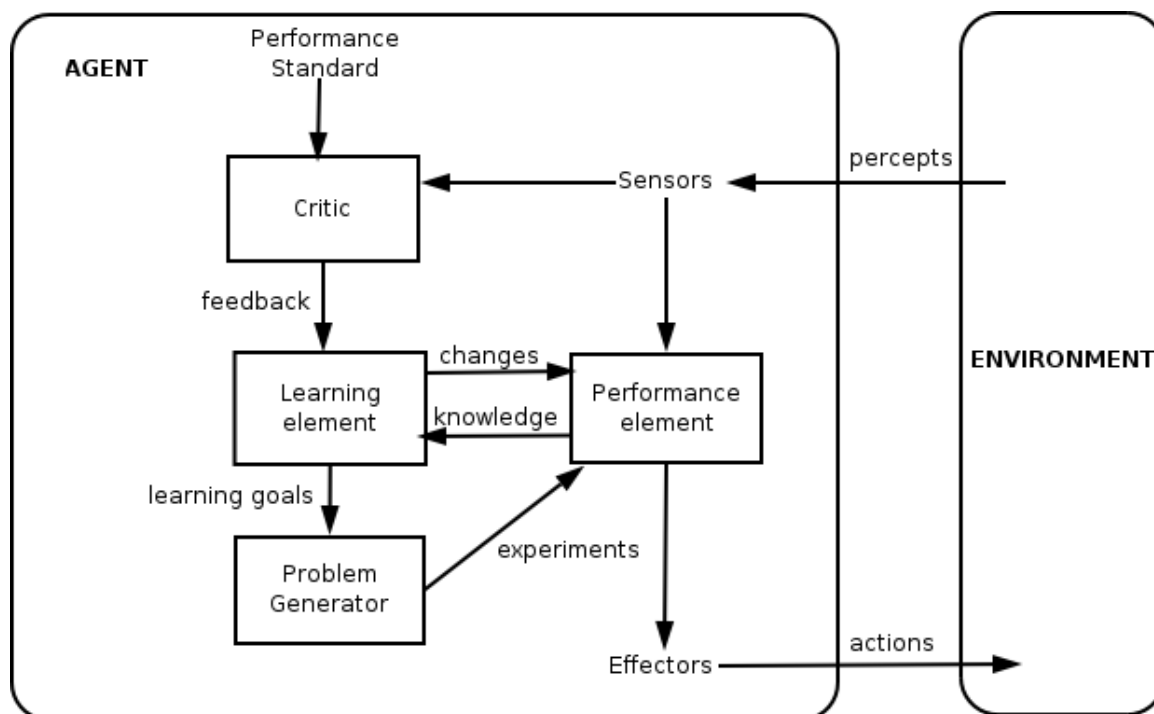 Performance
Standard
AGENT
percepts
Sensors
Critic
feedback
changes
ENVIRONMENT
Learning
element
Performance
element
knowledge
learning goals
experiments
Problem
Generator
actions
Effectors